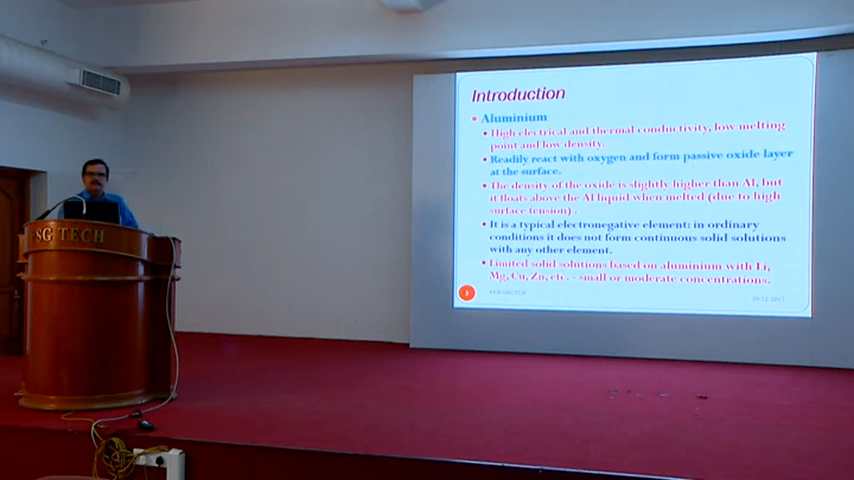 Introduction
Aluminium
High electrical and thermal conductivity, low melting
point and low density.
Readily react with oxygen and form passive oxide layer
at the surface.
The density of the oxide is slightly higher than Al, but
it floats above the Al liquid when melted (due to high
surface tension) .
It is a typical electronegative element: in ordinary
conditions it does not form continuous solid solutions
with any other element.
Limited solid solutions based on aluminium with Li,
Mg, Cu, Zn, etc. - small or moderate concentrations.
20-12-2017
PSG TECH